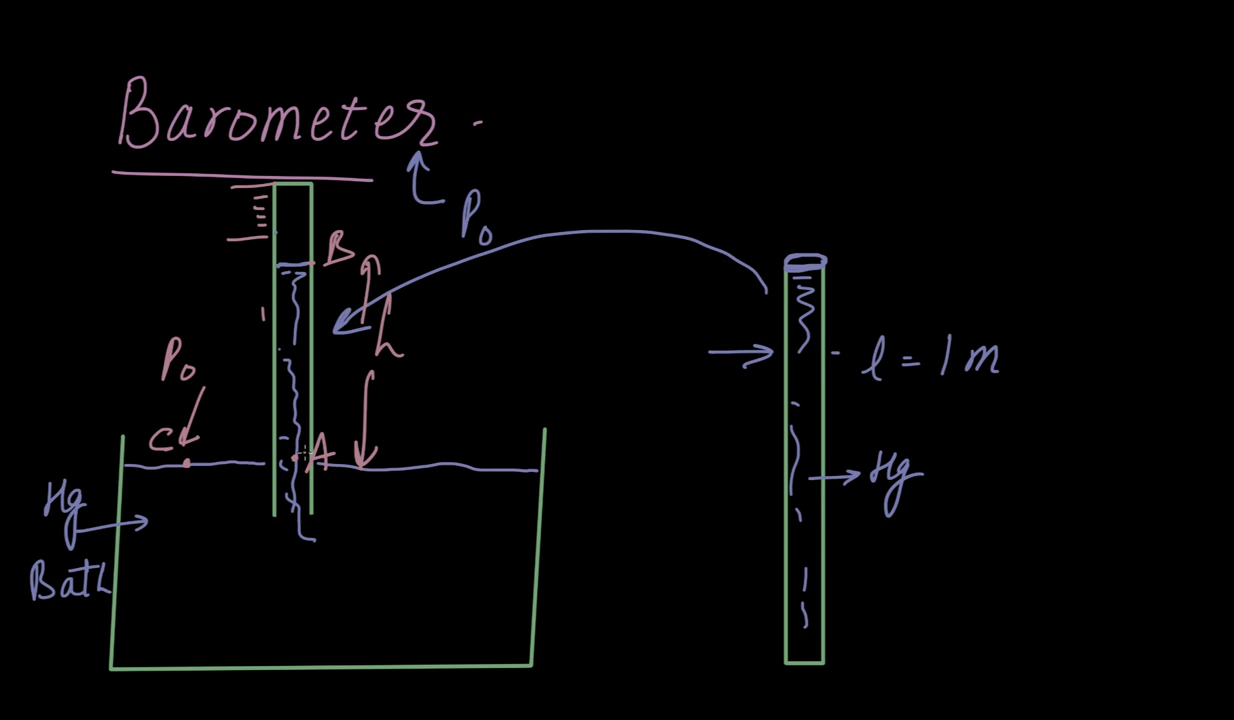 Barometer
P₀
B
h
P₀
l = 1 m
C
A
Hg
Hg
Bath